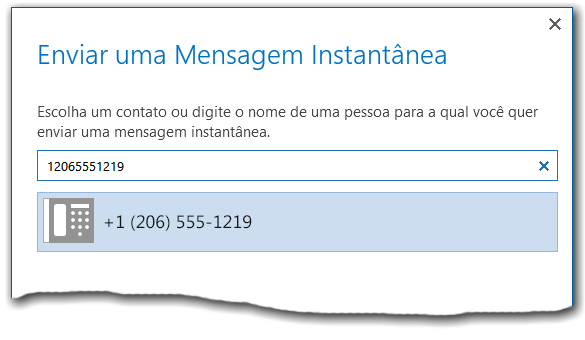 Enviar uma Mensagem Instantânea
Escolha um contato ou digite o nome de uma pessoa para a qual você quer
enviar uma mensagem instantânea.
12065551219
+1 (206) 555-1219